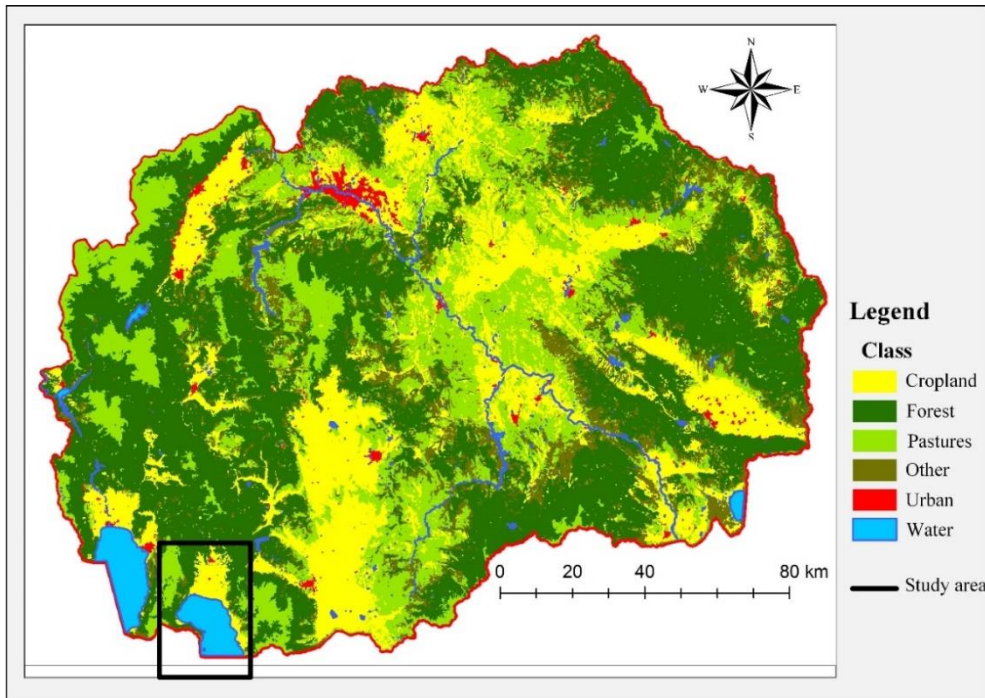 N
W E
S
Legend
Class
Cropland
Forest
Pastures
Other
Urban
Water
Study area
0 20 40 80 km